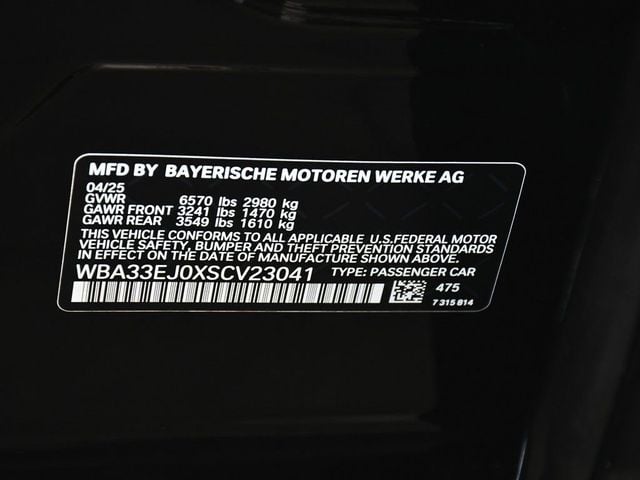 MFD BY BAYERISCHE MOTOREN WERKE AG
04/25
GVWR 6570 lbs 2980 kg
GAWR FRONT 3241 lbs 1470 kg
GAWR REAR 3549 lbs 1610 kg
THIS VEHICLE CONFORMS TO ALL APPLICABLE U.S.FEDERAL MOTOR
VEHICLE SAFETY, BUMPER AND THEFT PREVENTION STANDARDS
IN EFFECT ON THE DATE OF MANUFACTURE SHOWN ABOVE.
WBA33EJ0XSCV23041 TYPE: PASSENGER CAR
475
7 315 814